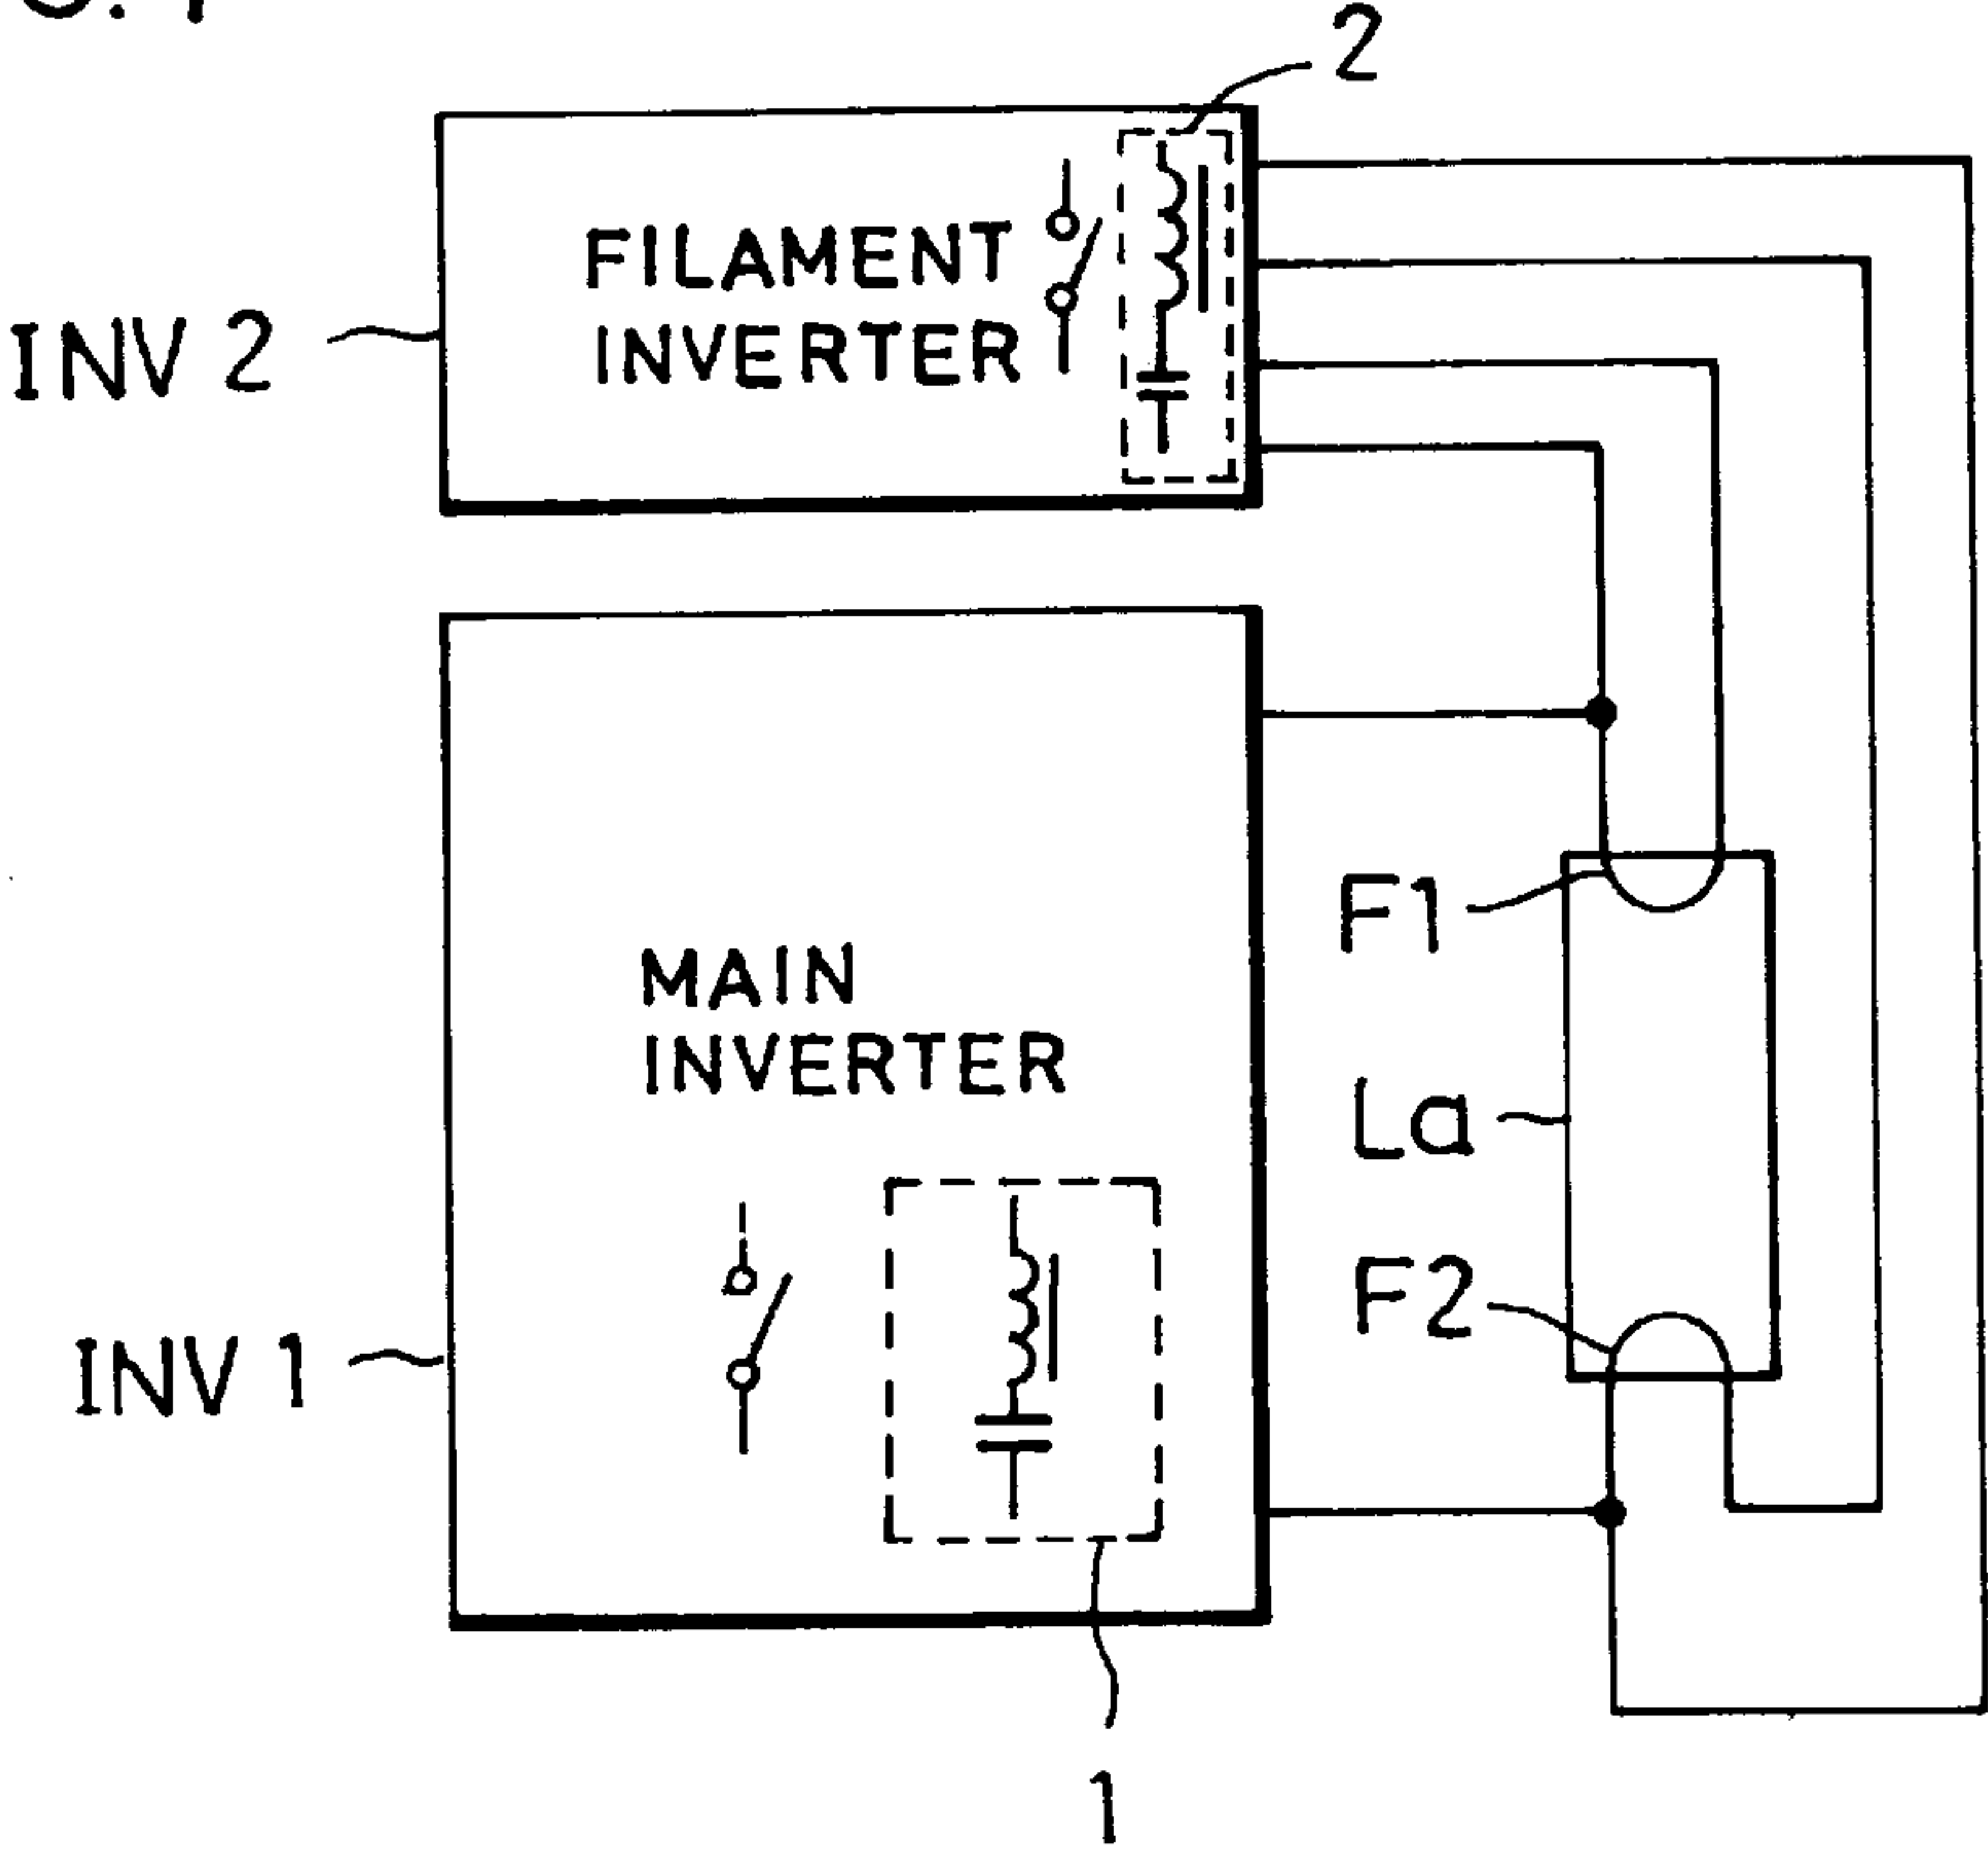 2
FILAMENT
INVERTER
INV 2
F1
MAIN
INVERTER
La
F2
INV 1
1